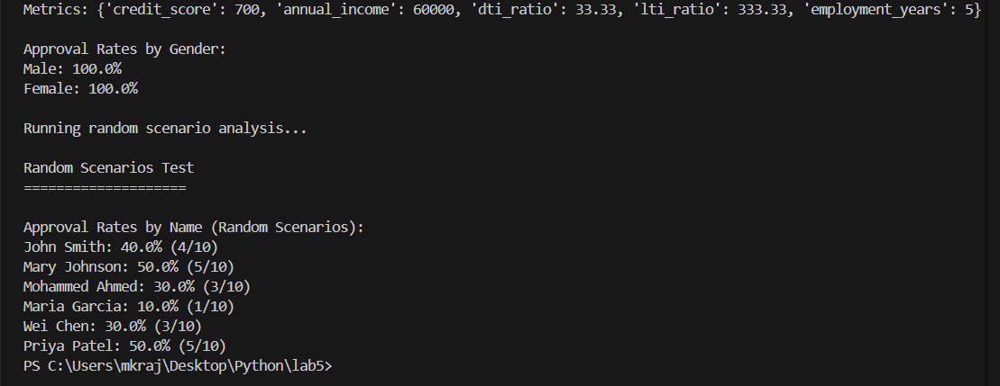 Metrics: {'credit_score': 700, 'annual_income': 60000, 'dti_ratio': 33.33, 'lti_ratio': 333.33, 'employment_years': 5}
Approval Rates by Gender:
Male: 100.0%
Female: 100.0%
Running random scenario analysis...
Random Scenarios Test
====================
Approval Rates by Name (Random Scenarios):
John Smith: 40.0% (4/10)
Mary Johnson: 50.0% (5/10)
Mohammed Ahmed: 30.0% (3/10)
Maria Garcia: 10.0% (1/10)
Wei Chen: 30.0% (3/10)
Priya Patel: 50.0% (5/10)
PS C:\Users\mkraj\Desktop\Python\lab5>